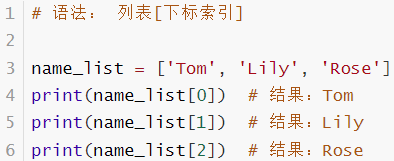 1 # 语法： 列表[下标索引]
2
3 name_list = ['Tom', 'Lily', 'Rose']
4 print(name_list[0])  # 结果：Tom
5 print(name_list[1])  # 结果：Lily
6 print(name_list[2])  # 结果：Rose